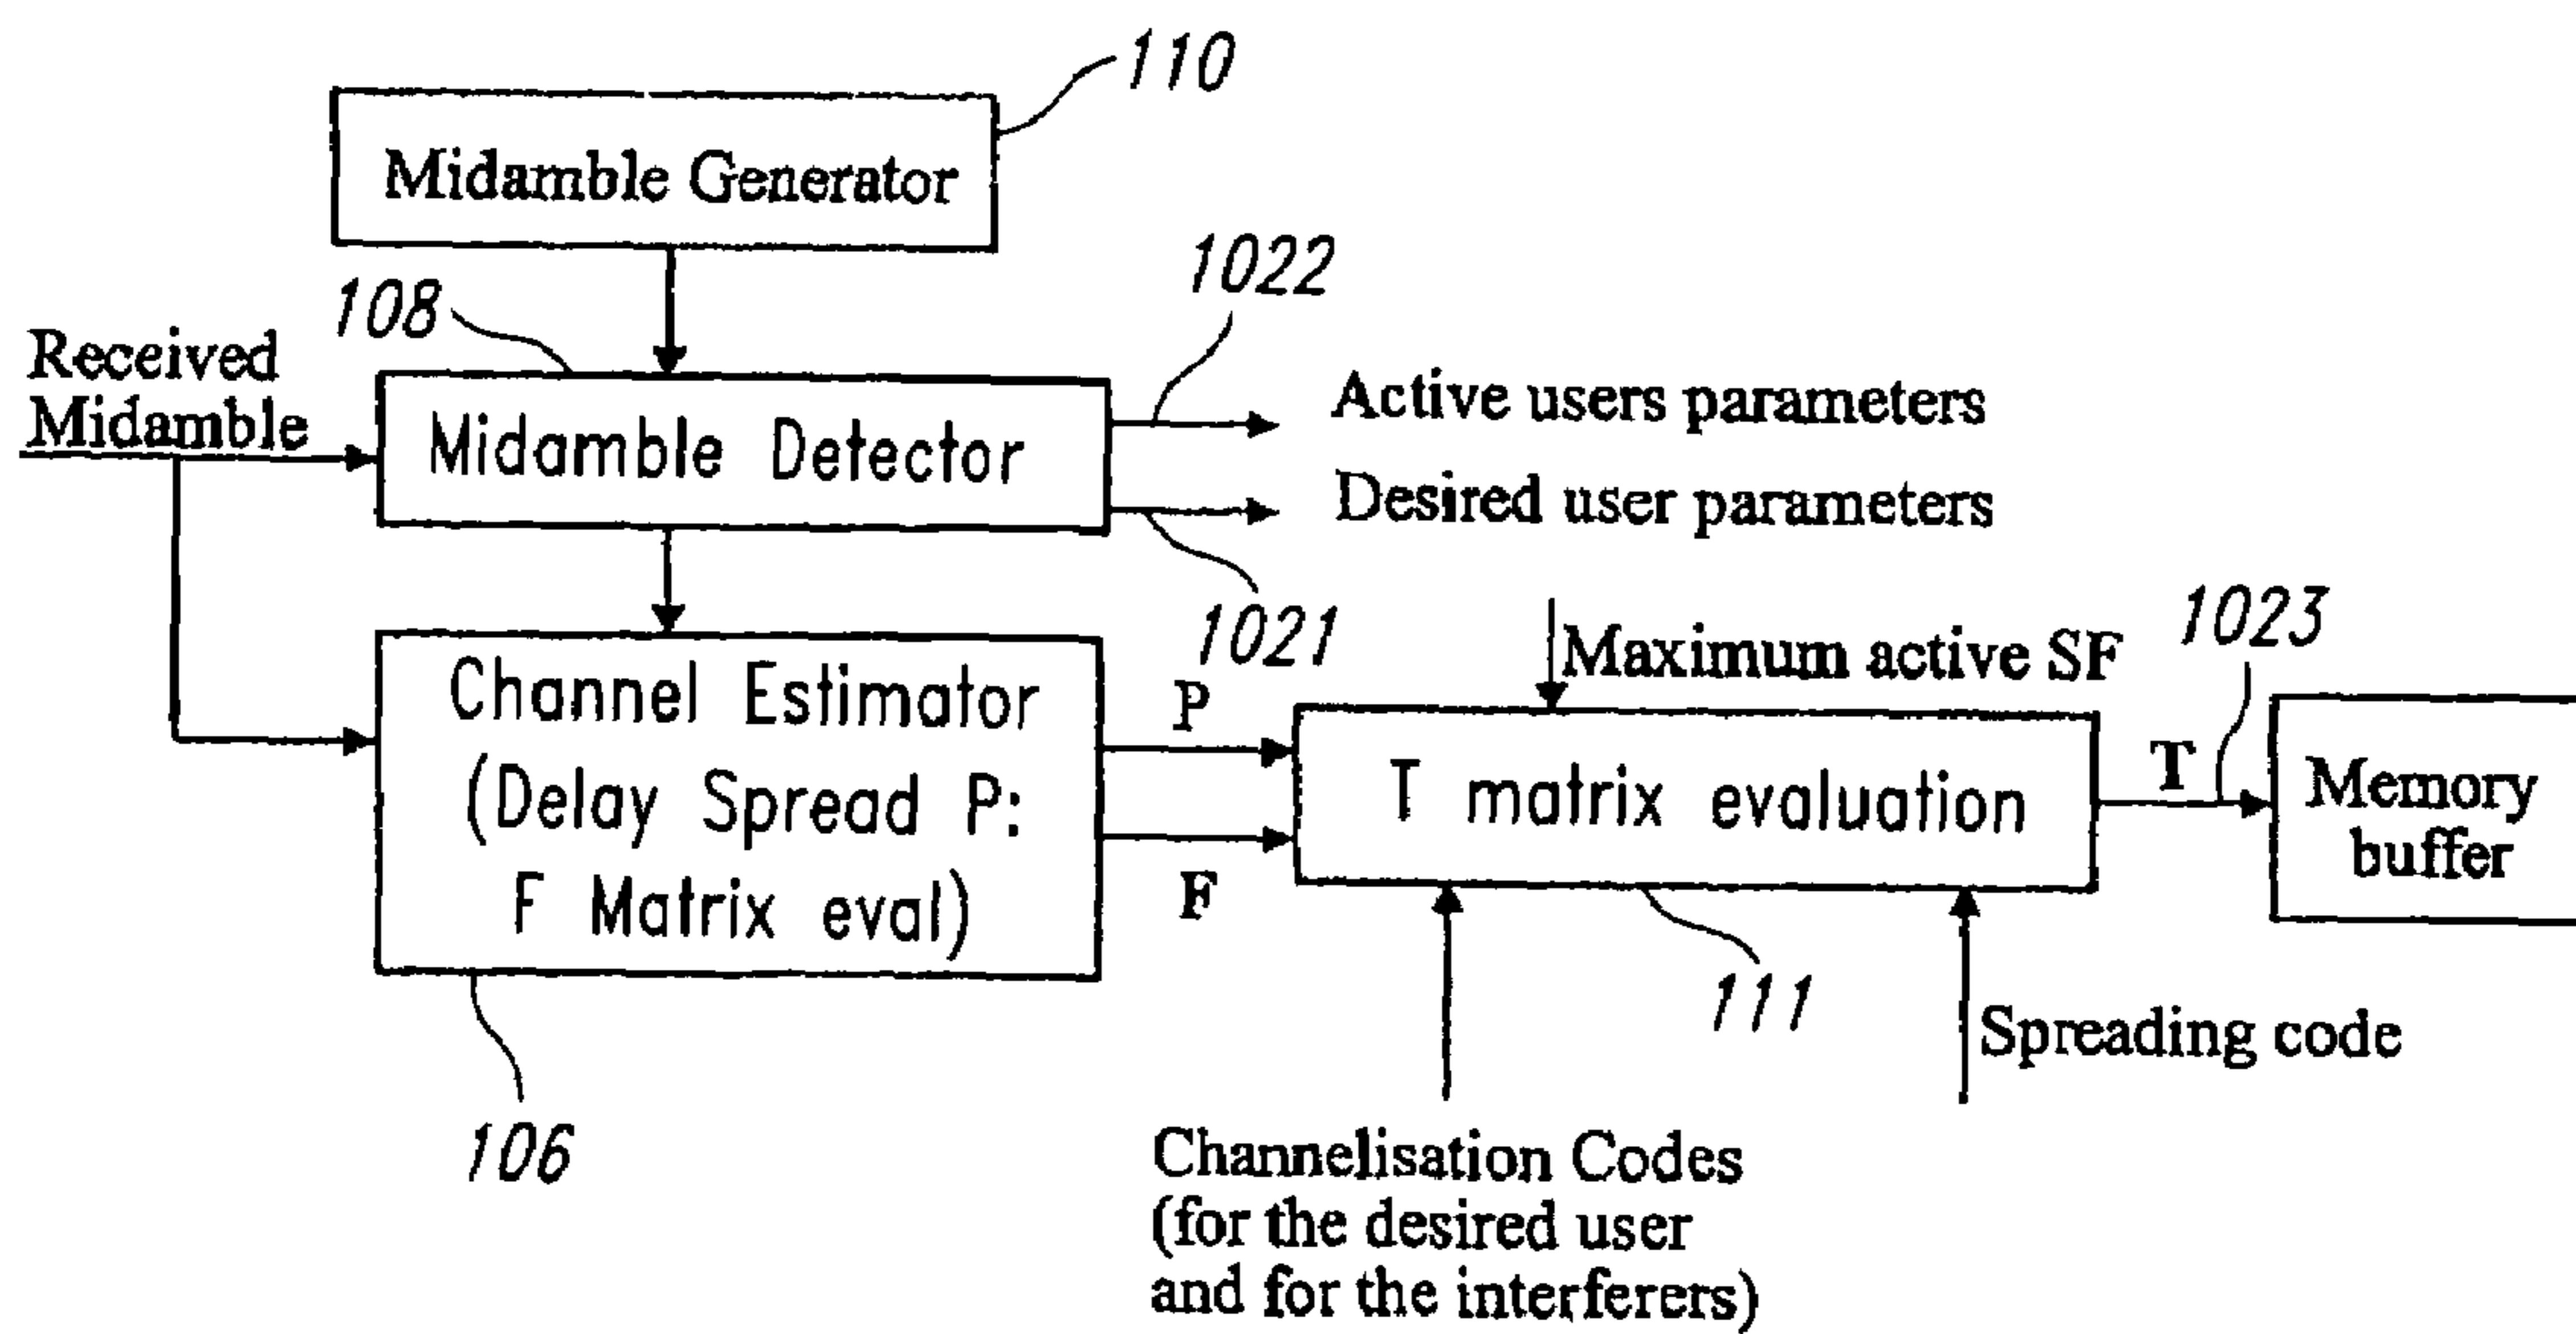 110
Midamble Generator
1022
108
Received
Midamble
Active users parameters
Midamble Detector
Desired user parameters
1021
1023
Maximum active SF
Channel Estimator
(Delay Spread P:
F Matrix eval)
P
F
T matrix evaluation
T
Memory
buffer
111
Spreading code
106
Channelisation Codes
(for the desired user
and for the interferers)